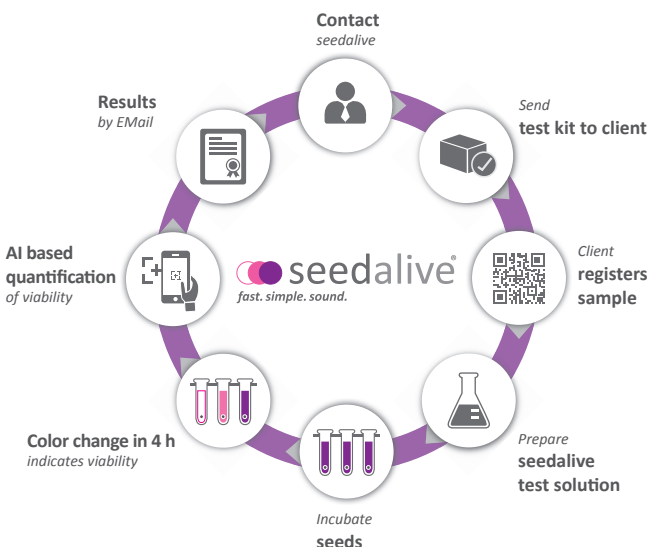 Contact
seedalive
Send
test kit to client
Client
registers
sample
Prepare
seedalive
test solution
Incubate
seeds
Color change in 4 h
indicates viability
AI based
quantification
of viability
Results
by EMail
seedalive®
fast. simple. sound.